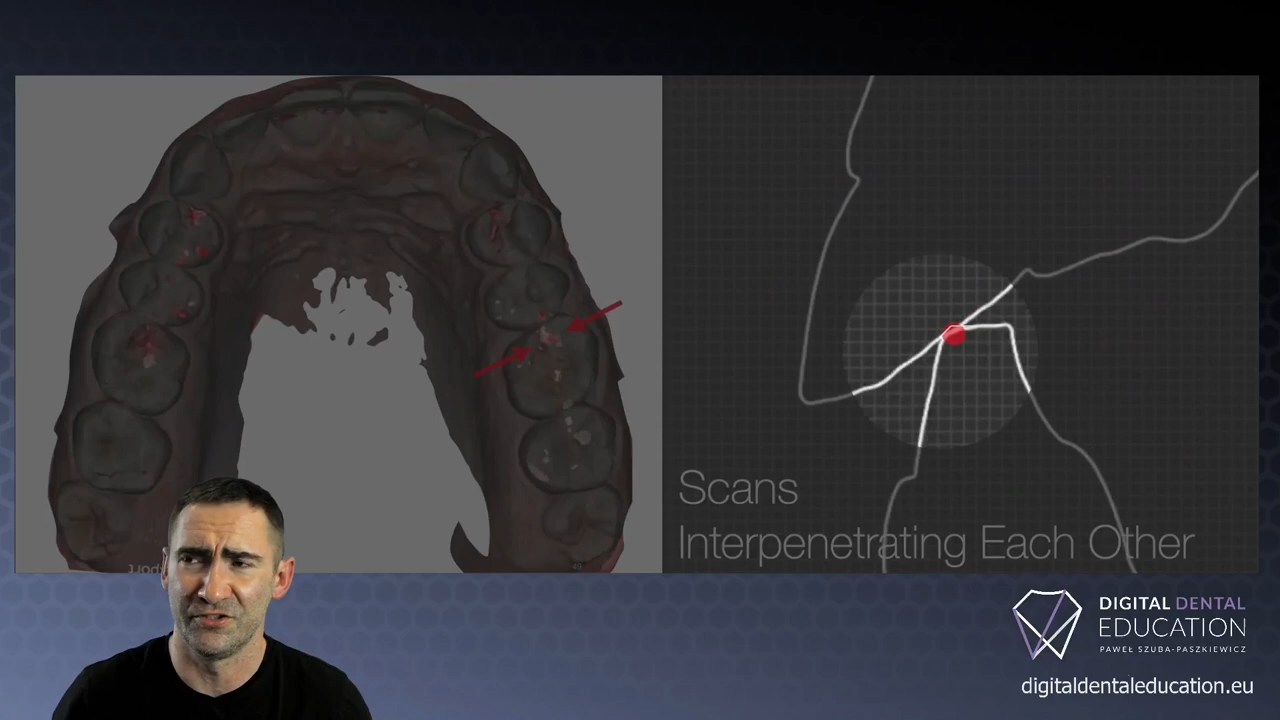 Scans
Interpenetrating Each Other
DIGITAL DENTAL
EDUCATION
PAWEŁ SZUBA-PASZKIEWICZ
digitaldentaleducation.eu